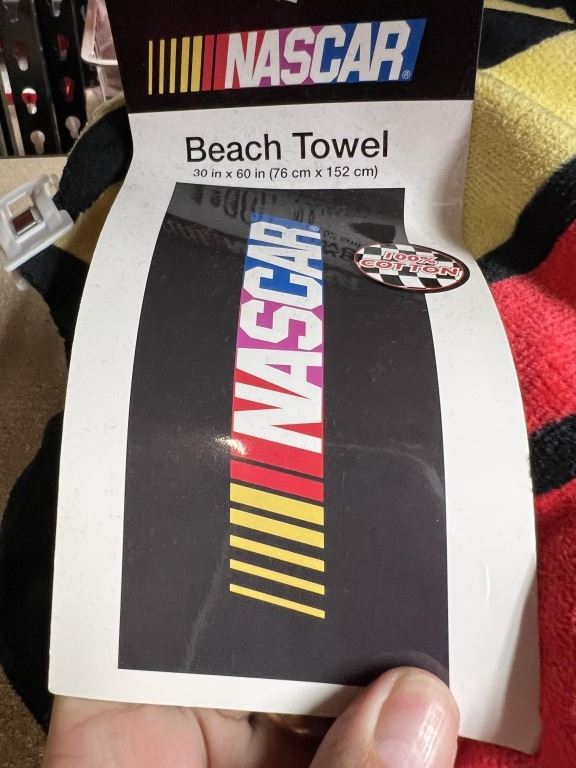 NASCAR®
Beach Towel
30 in x 60 in (76 cm x 152 cm)
NASCAR®
100%
COTTON